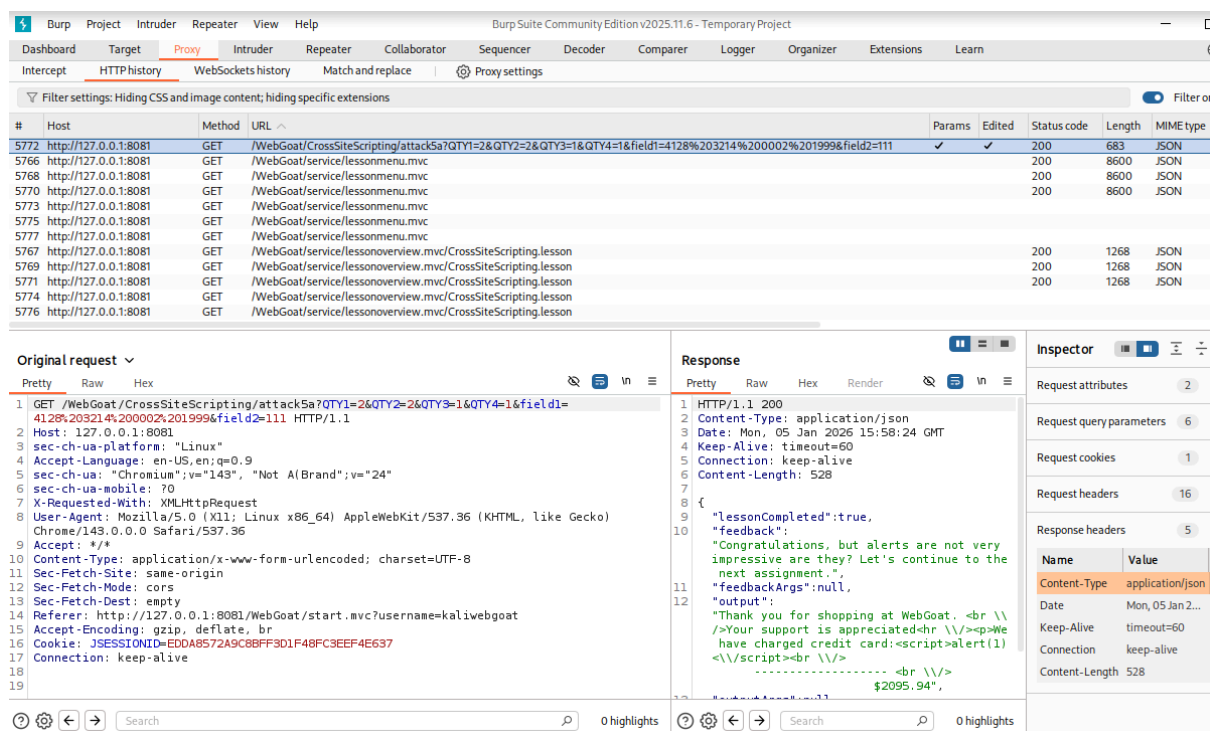 Burp Project Intruder Repeater View Help Burp Suite Community Edition v2025.11.6 - Temporary Project
Dashboard Target Proxy Intruder Repeater Collaborator Sequencer Decoder Comparer Logger Organizer Extensions Learn
Intercept HTTP history WebSockets history Match and replace Proxy settings
Filter settings: Hiding CSS and image content; hiding specific extensions Filter
# Host Method URL Params Edited Status code Length MIME type
5772 http://127.0.0.1:8081 GET /WebGoat/CrossSiteScripting/attack5a?QTY1=2&QTY2=2&QTY3=1&QTY4=1&field1=4128%203214%200002%201999&field2=111 ✓ ✓ 200 683 JSON
5766 http://127.0.0.1:8081 GET /WebGoat/service/lessonmenu.mvc 200 8600 JSON
5768 http://127.0.0.1:8081 GET /WebGoat/service/lessonmenu.mvc 200 8600 JSON
5770 http://127.0.0.1:8081 GET /WebGoat/service/lessonmenu.mvc 200 8600 JSON
5773 http://127.0.0.1:8081 GET /WebGoat/service/lessonmenu.mvc
5775 http://127.0.0.1:8081 GET /WebGoat/service/lessonmenu.mvc
5777 http://127.0.0.1:8081 GET /WebGoat/service/lessonmenu.mvc
5767 http://127.0.0.1:8081 GET /WebGoat/service/lessonoverview.mvc/CrossSiteScripting.lesson 200 1268 JSON
5769 http://127.0.0.1:8081 GET /WebGoat/service/lessonoverview.mvc/CrossSiteScripting.lesson 200 1268 JSON
5771 http://127.0.0.1:8081 GET /WebGoat/service/lessonoverview.mvc/CrossSiteScripting.lesson 200 1268 JSON
5774 http://127.0.0.1:8081 GET /WebGoat/service/lessonoverview.mvc/CrossSiteScripting.lesson
5776 http://127.0.0.1:8081 GET /WebGoat/service/lessonoverview.mvc/CrossSiteScripting.lesson
Original request
Pretty Raw Hex \n
1 GET /WebGoat/CrossSiteScripting/attack5a?QTY1=2&QTY2=2&QTY3=1&QTY4=1&field1=
4128%203214%200002%201999&field2=111 HTTP/1.1
2 Host: 127.0.0.1:8081
3 sec-ch-ua-platform: "Linux"
4 Accept-Language: en-US,en;q=0.9
5 sec-ch-ua: "Chromium";v="143", "Not A(Brand";v="24"
6 sec-ch-ua-mobile: ?0
7 X-Requested-With: XMLHttpRequest
8 User-Agent: Mozilla/5.0 (X11; Linux x86_64) AppleWebKit/537.36 (KHTML, like Gecko)
Chrome/143.0.0.0 Safari/537.36
9 Accept: */*
10 Content-Type: application/x-www-form-urlencoded; charset=UTF-8
11 Sec-Fetch-Site: same-origin
12 Sec-Fetch-Mode: cors
13 Sec-Fetch-Dest: empty
14 Referer: http://127.0.0.1:8081/WebGoat/start.mvc?username=kaliwebgoat
15 Accept-Encoding: gzip, deflate, br
16 Cookie: JSESSIONID=EDDA8572A9C8BFF3D1F48FC3EEF4E637
17 Connection: keep-alive
18
19
Search 0 highlights
Response
Pretty Raw Hex Render \n
1 HTTP/1.1 200
2 Content-Type: application/json
3 Date: Mon, 05 Jan 2026 15:58:24 GMT
4 Keep-Alive: timeout=60
5 Connection: keep-alive
6 Content-Length: 528
7
8 {
9 "lessonCompleted":true,
10 "feedback":
"Congratulations, but alerts are not very
impressive are they? Let's continue to the
next assignment.",
11 "feedbackArgs":null,
12 "output":
"Thank you for shopping at WebGoat. <br \\
/>Your support is appreciated<hr \\/><p>We
have charged credit card:<script>alert(1)
<\\/script><br \\/>
------------------- <br \\/>
$2095.94",
Search 0 highlights
Inspector
Request attributes 2
Request query parameters 6
Request cookies 1
Request headers 16
Response headers 5
Name Value
Content-Type application/json
Date Mon, 05 Jan 2...
Keep-Alive timeout=60
Connection keep-alive
Content-Length 528